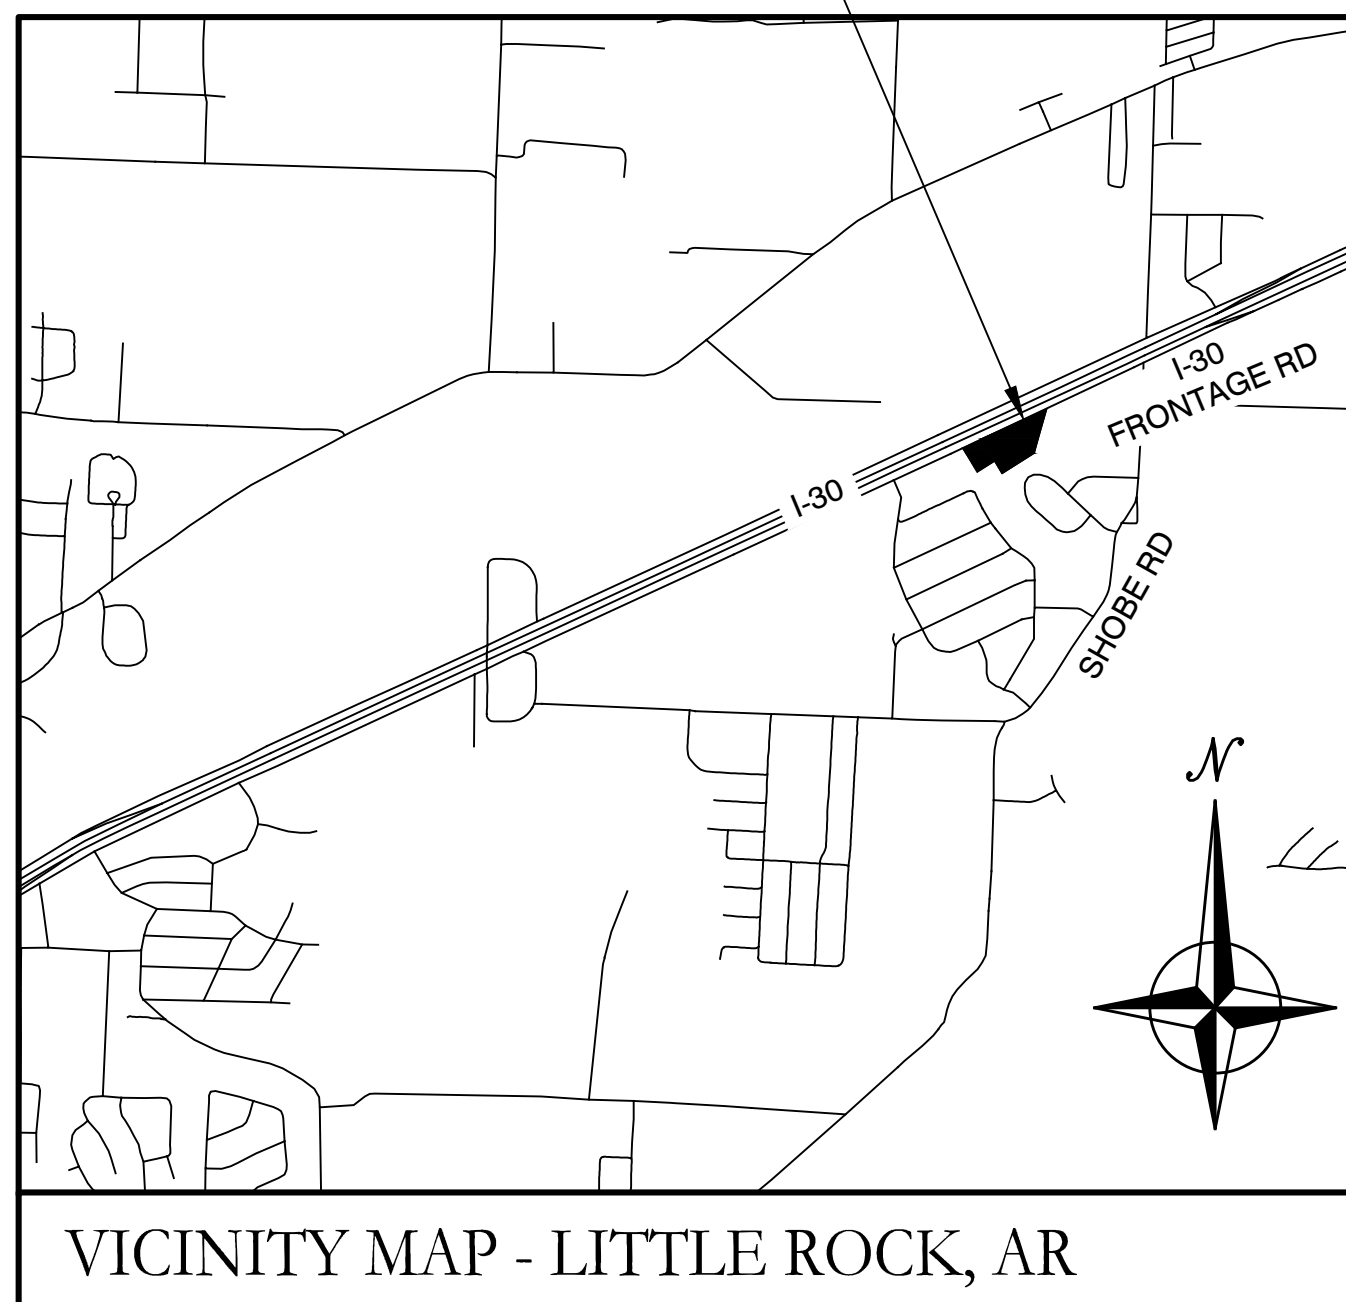 I-30
FRONTAGE RD
I-30
SHOBE RD
N
VICINITY MAP - LITTLE ROCK, AR